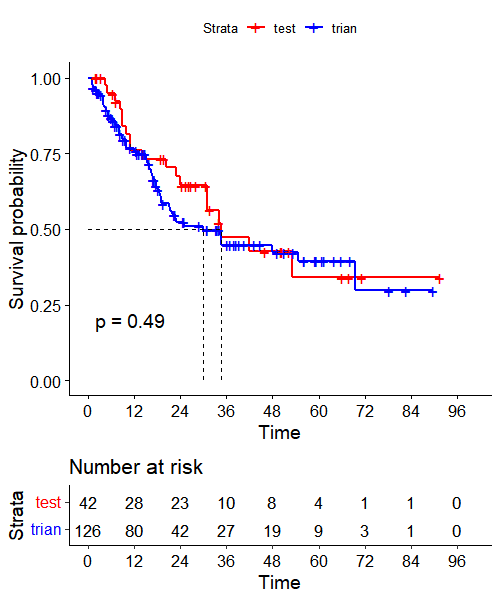 Strata test trian
Survival probability
1.00
0.75
0.50
0.25
0.00
p = 0.49
0 12 24 36 48 60 72 84 96
Time
Number at risk
Strata
test 42 28 23 10 8 4 1 1 0
trian 126 80 42 27 19 9 3 1 0
0 12 24 36 48 60 72 84 96
Time